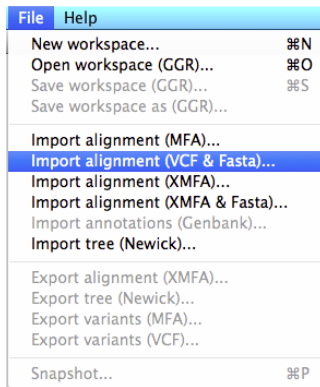 File Help
New workspace... ⌘N
Open workspace (GGR)... ⌘O
Save workspace (GGR)... ⌘S
Save workspace as (GGR)...
Import alignment (MFA)...
Import alignment (VCF & Fasta)...
Import alignment (XMFA)...
Import alignment (XMFA & Fasta)...
Import annotations (Genbank)...
Import tree (Newick)...
Export alignment (XMFA)...
Export tree (Newick)...
Export variants (MFA)...
Export variants (VCF)...
Snapshot... ⌘P